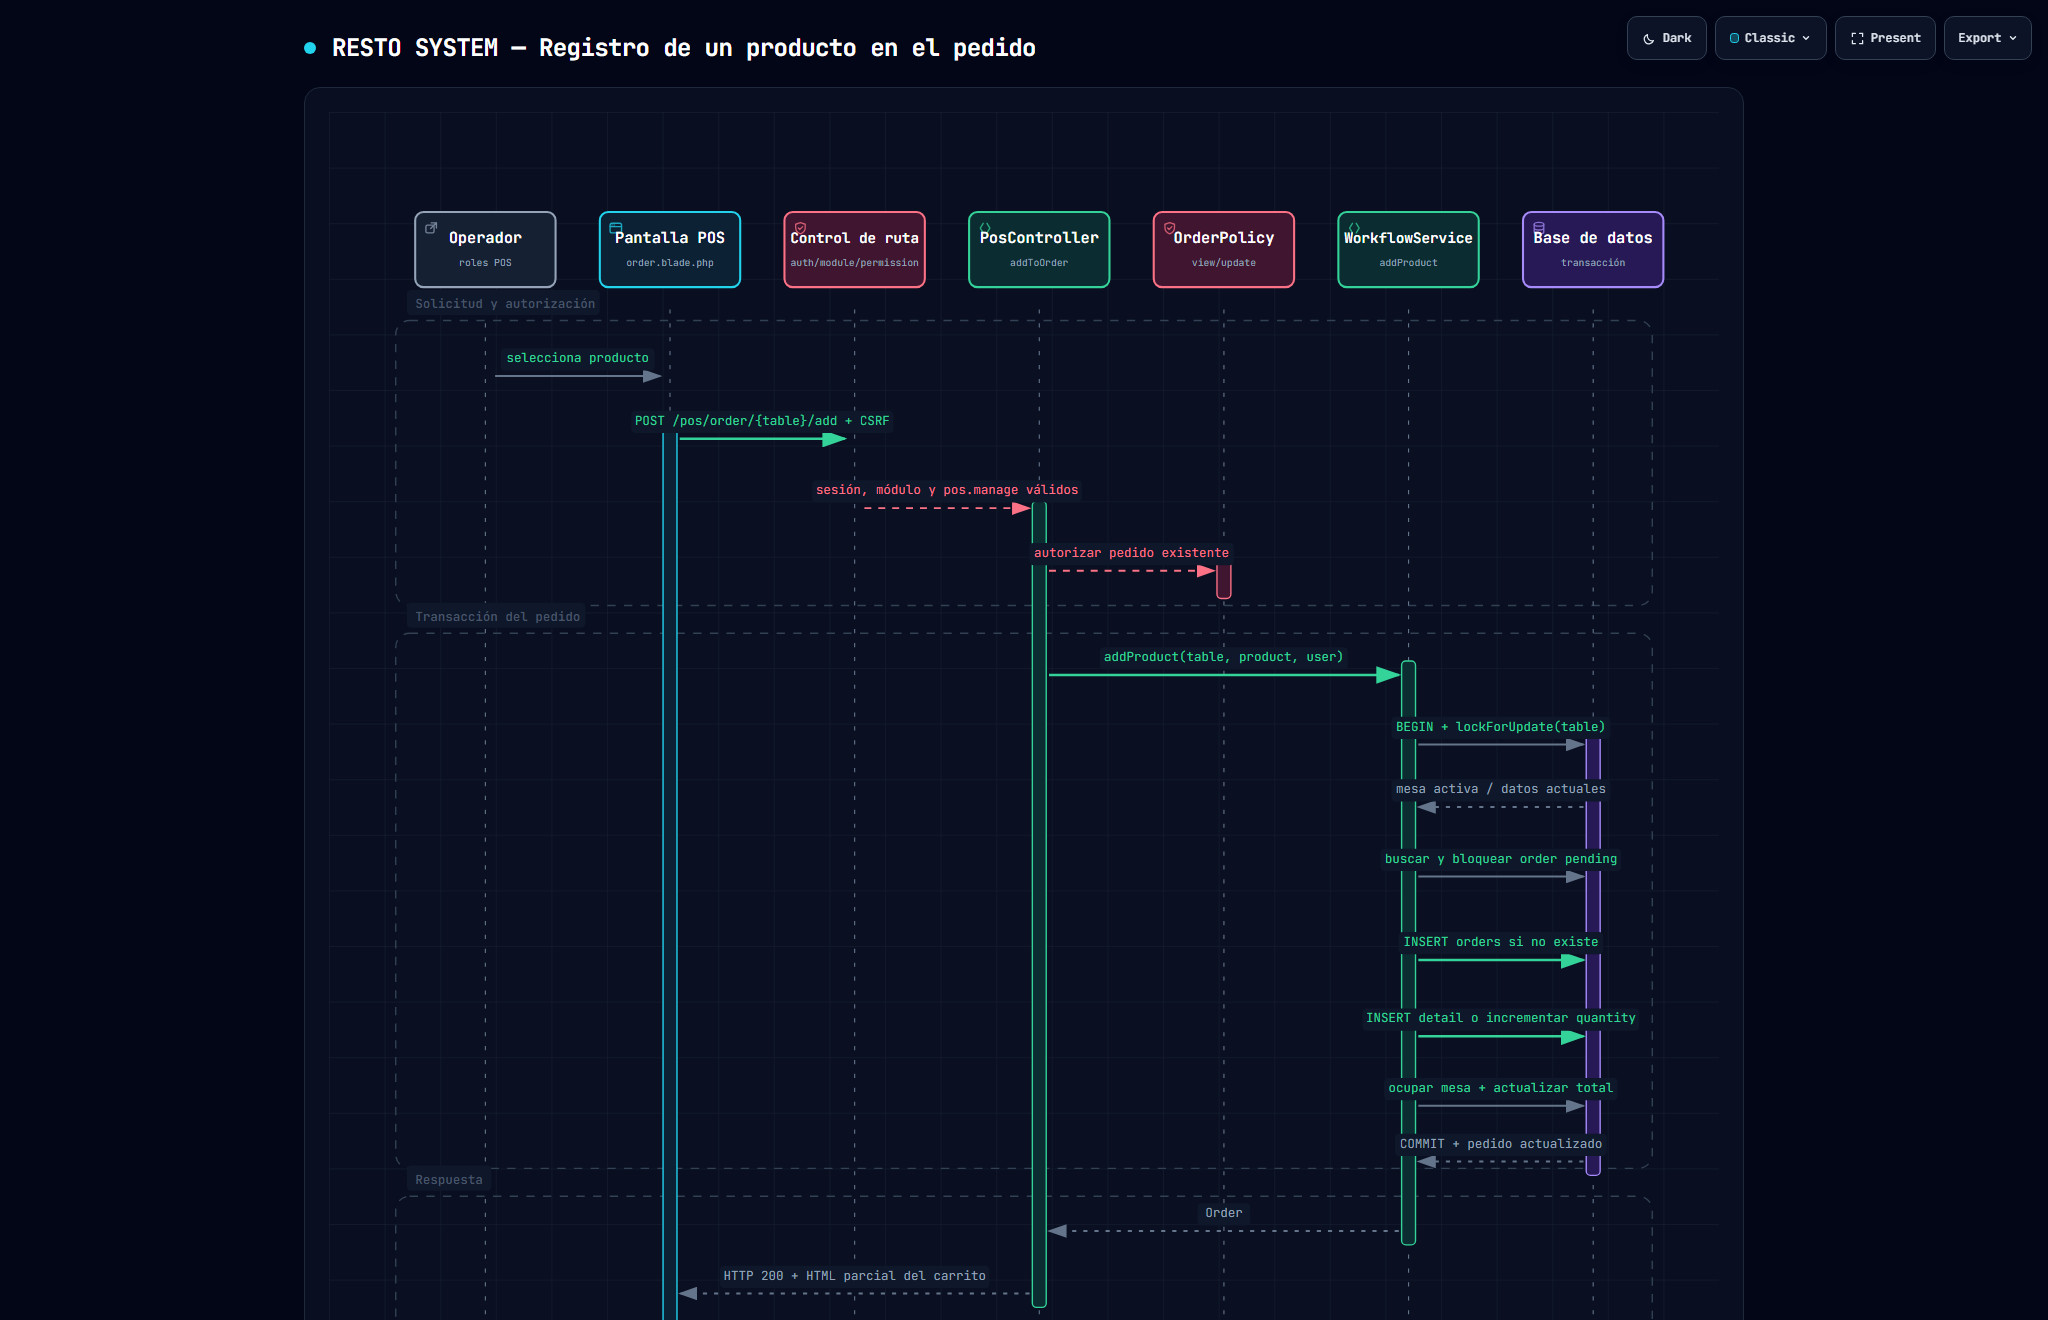 RESTO SYSTEM — Registro de un producto en el pedido
Dark
Classic
Present
Export
Operador
roles POS
Pantalla POS
order.blade.php
Control de ruta
auth/module/permission
PosController
addToOrder
OrderPolicy
view/update
WorkflowService
addProduct
Base de datos
transacción
Solicitud y autorización
selecciona producto
POST /pos/order/{table}/add + CSRF
sesión, módulo y pos.manage válidos
autorizar pedido existente
Transacción del pedido
addProduct(table, product, user)
BEGIN + lockForUpdate(table)
mesa activa / datos actuales
buscar y bloquear order pending
INSERT orders si no existe
INSERT detail o incrementar quantity
ocupar mesa + actualizar total
COMMIT + pedido actualizado
Respuesta
Order
HTTP 200 + HTML parcial del carrito